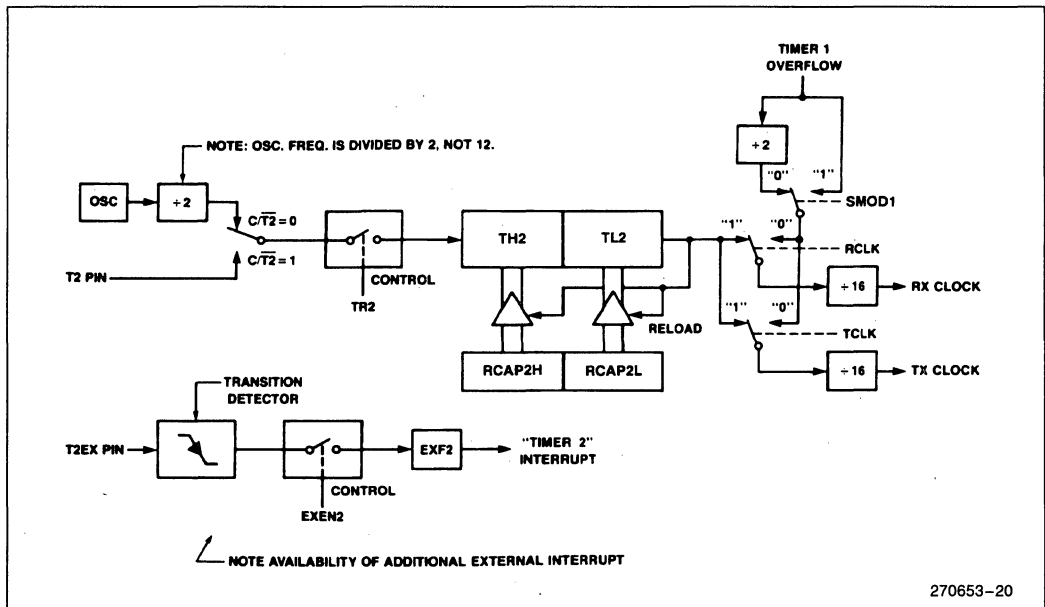 TIMER 1
OVERFLOW
NOTE: OSC. FREQ. IS DIVIDED BY 2, NOT 12.
÷2
"0"
"1"
OSC
÷2
SMOD1
C/T2̅ = 0
TH2
TL2
"1"
"0"
RCLK
C/T2̅ = 1
T2 PIN
CONTROL
÷16
RX CLOCK
TR2
"1"
"0"
RELOAD
TCLK
RCAP2H
RCAP2L
÷16
TX CLOCK
TRANSITION
DETECTOR
T2EX PIN
EXF2
"TIMER 2"
INTERRUPT
CONTROL
EXEN2
NOTE AVAILABILITY OF ADDITIONAL EXTERNAL INTERRUPT
270653–20